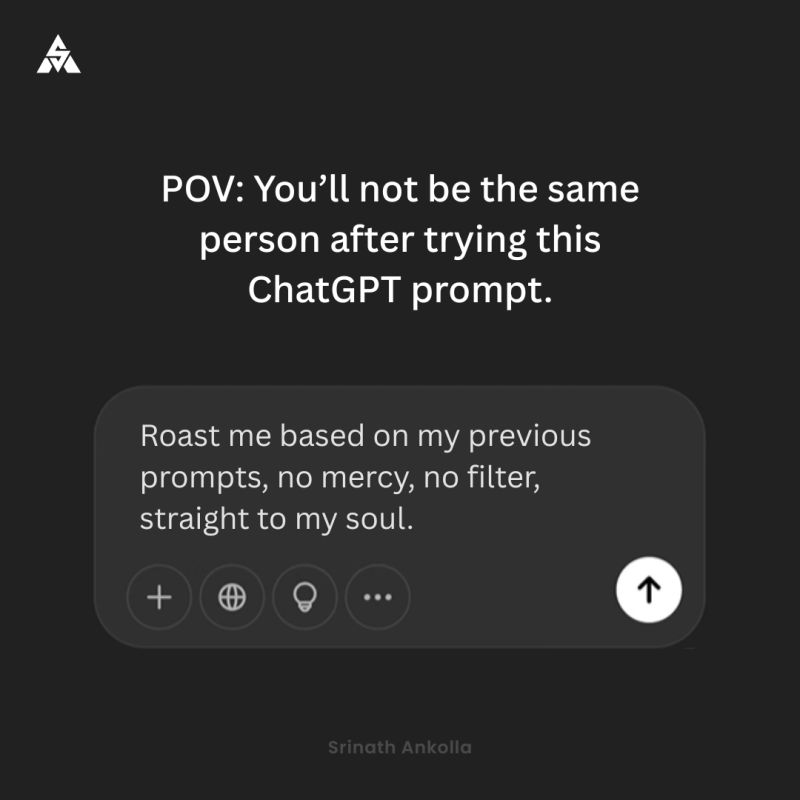 POV: You’ll not be the same
person after trying this
ChatGPT prompt.
Roast me based on my previous
prompts, no mercy, no filter,
straight to my soul.
Srinath Ankolla